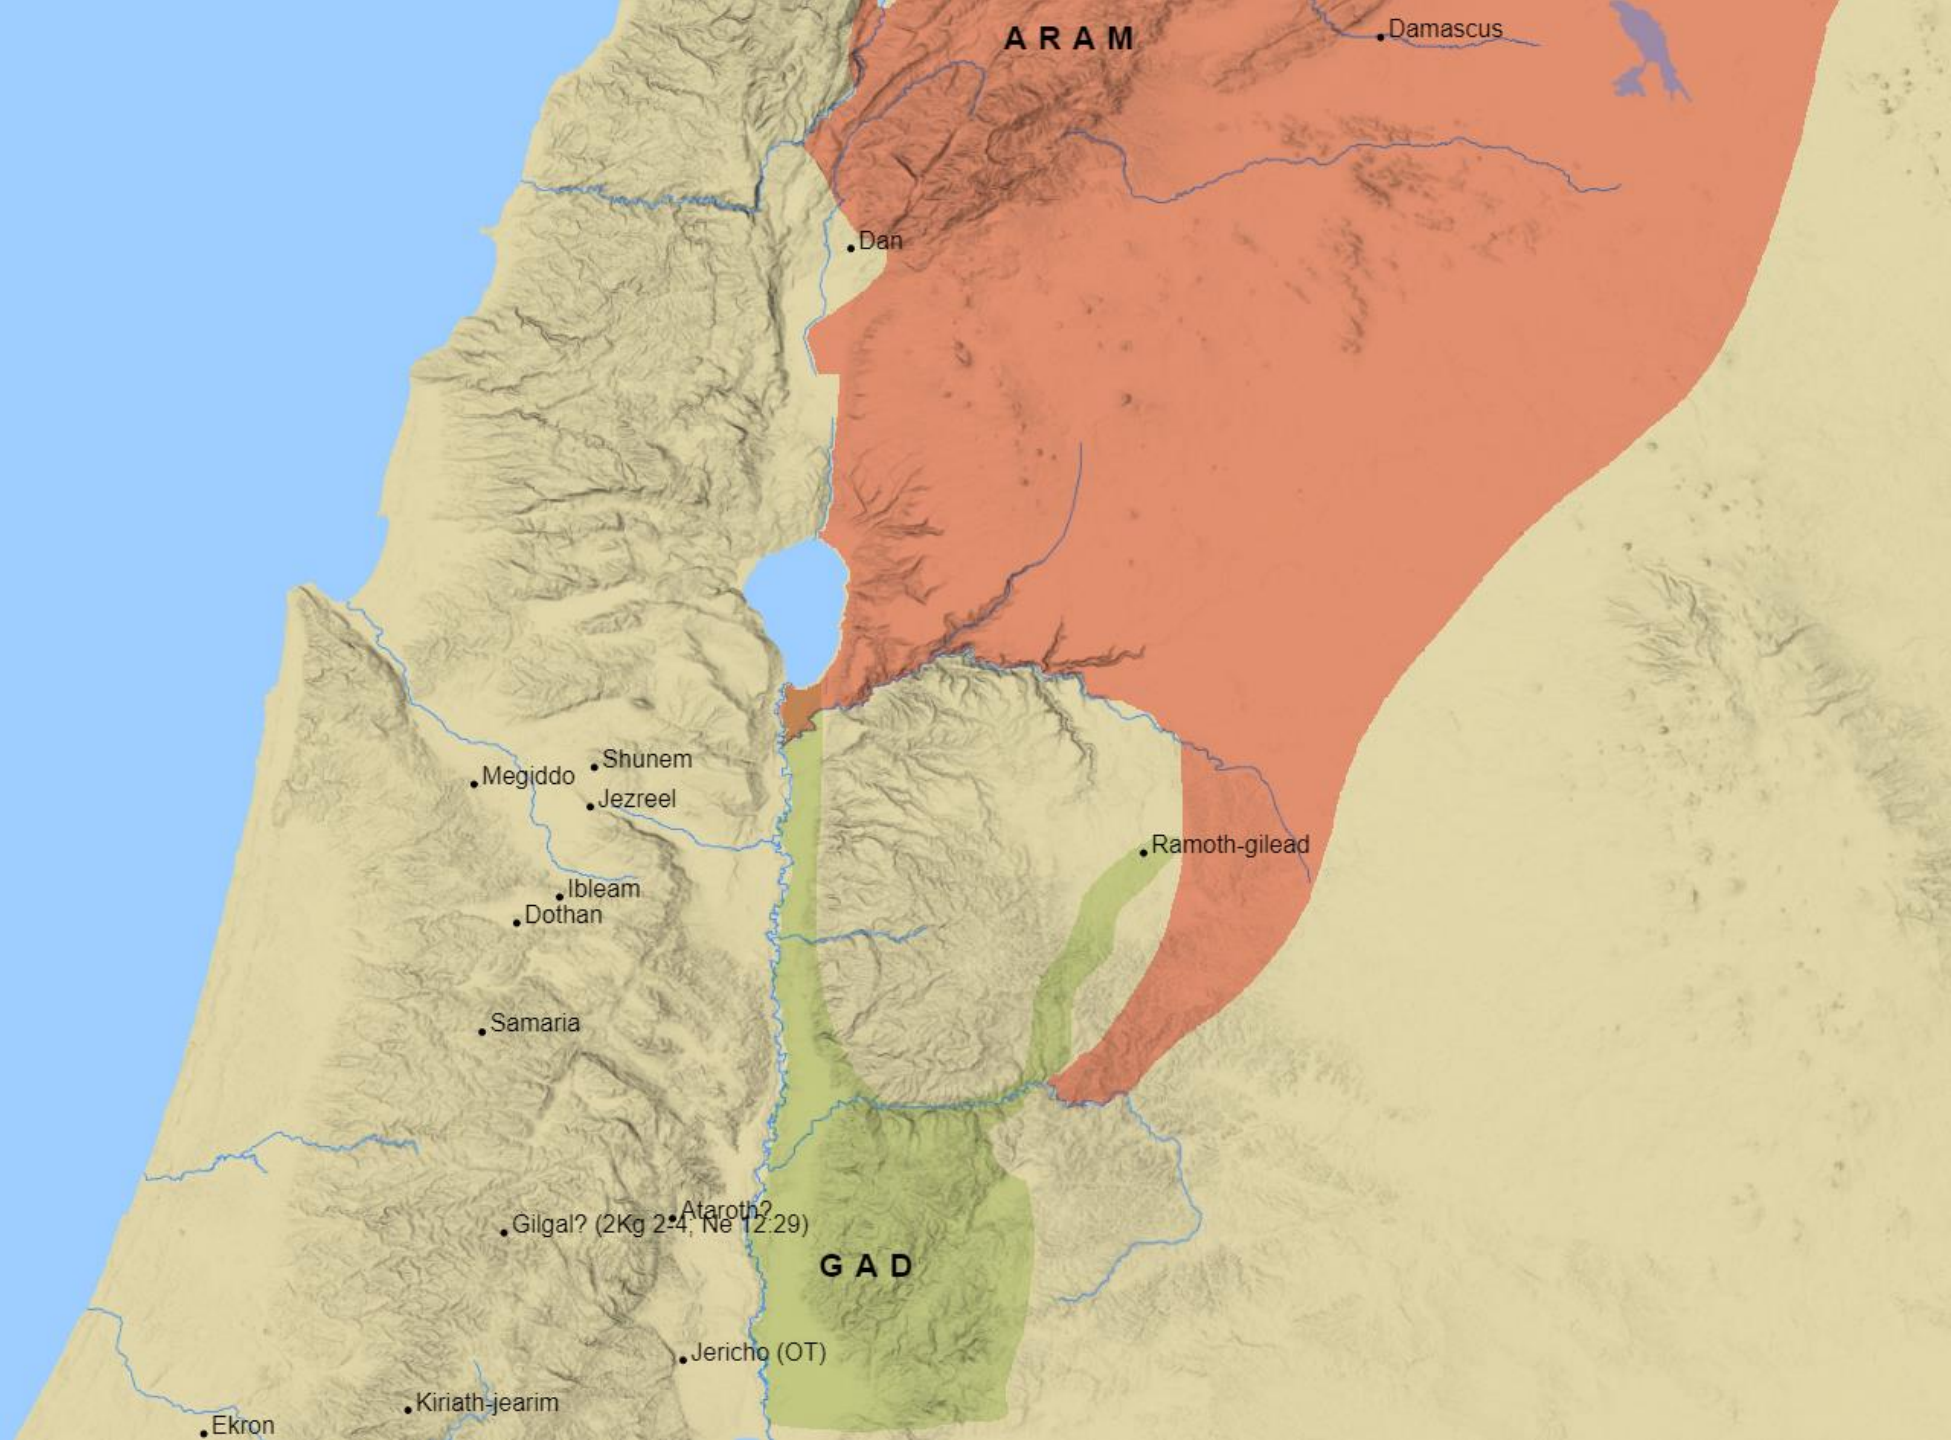 ARAM
Damascus
Dan
Shunem
Megiddo
Jezreel
Ramoth-gilead
Ibleam
Dothan
Samaria
Ataroth?
Gilgal? (2Kg 2-4, Ne 12:29)
GAD
Jericho (OT)
Kiriath-jearim
Ekron